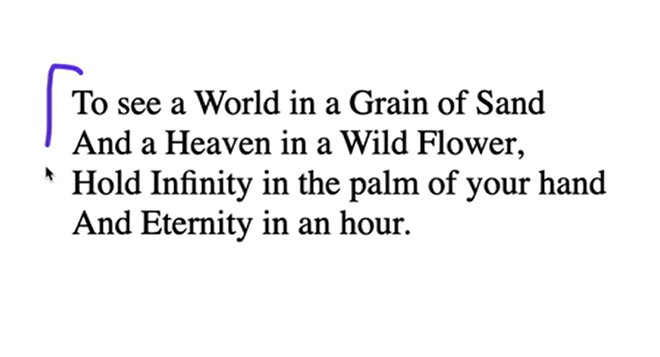 To see a World in a Grain of Sand
And a Heaven in a Wild Flower,
Hold Infinity in the palm of your hand
And Eternity in an hour.